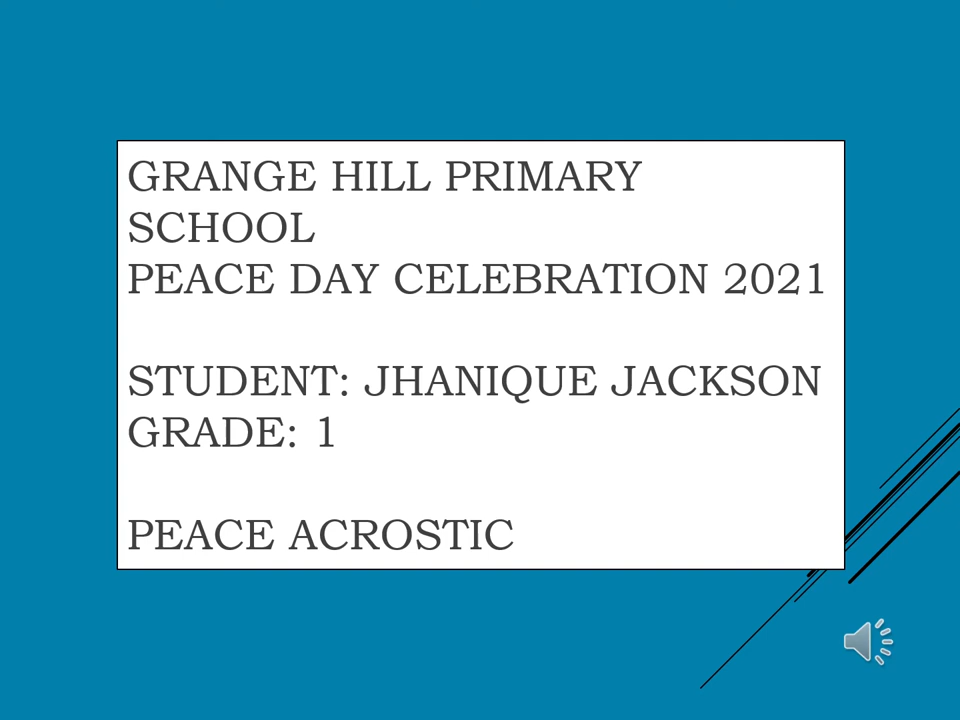 GRANGE HILL PRIMARY
SCHOOL
PEACE DAY CELEBRATION 2021
STUDENT: JHANIQUE JACKSON
GRADE: 1
PEACE ACROSTIC